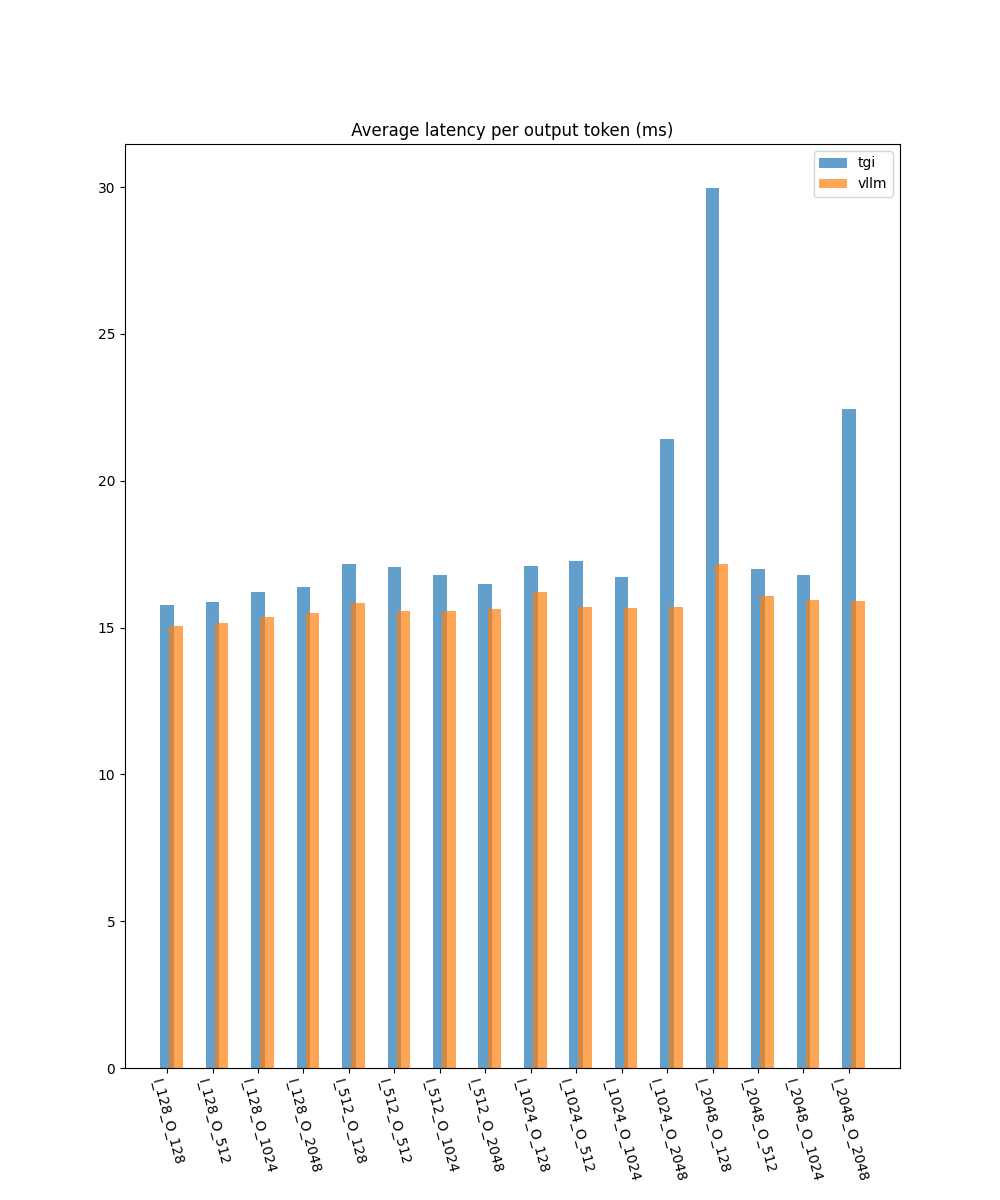 Average latency per output token (ms)
tgi
vllm
30
25
20
15
10
5
0
I_128_O_128
I_128_O_512
I_128_O_1024
I_128_O_2048
I_512_O_128
I_512_O_512
I_512_O_1024
I_512_O_2048
I_1024_O_128
I_1024_O_512
I_1024_O_1024
I_1024_O_2048
I_2048_O_128
I_2048_O_512
I_2048_O_1024
I_2048_O_2048